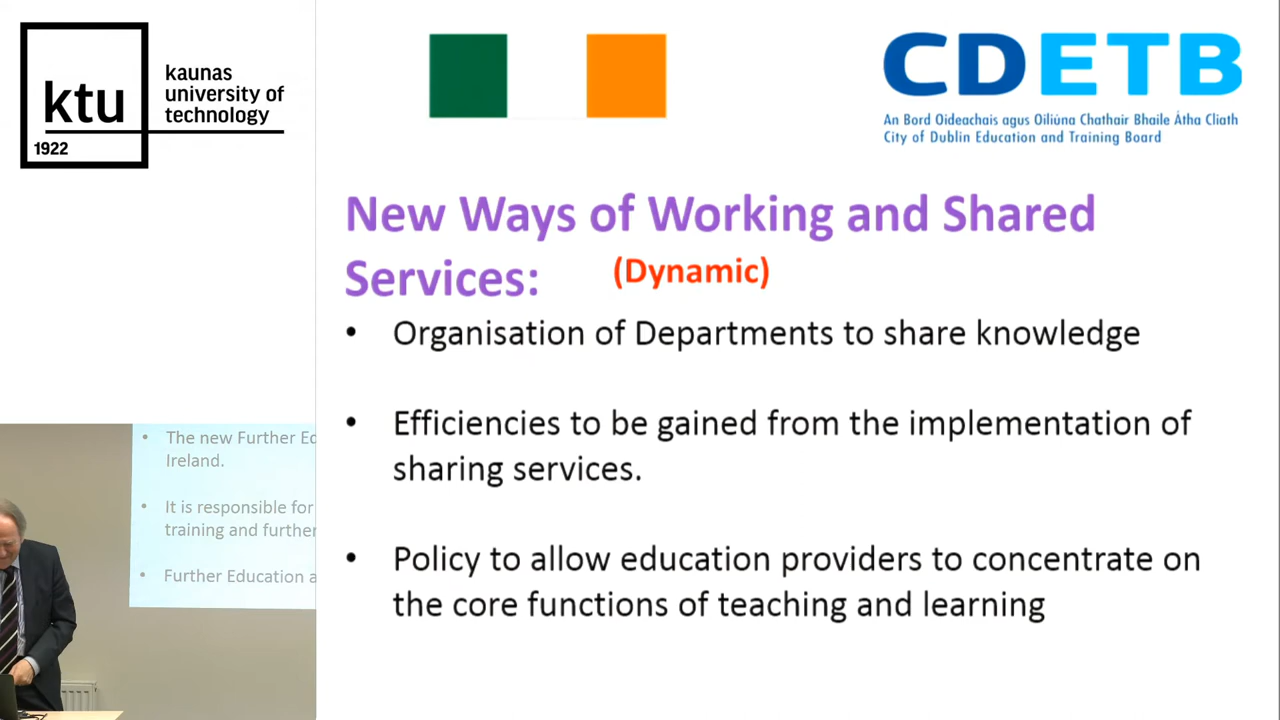 ktu
1922
kaunas
university of
technology
CDETB
An Bord Oideachais agus Oiliúna Chathair Bhaile Átha Cliath
City of Dublin Education and Training Board
New Ways of Working and Shared
Services:
(Dynamic)
• Organisation of Departments to share knowledge
• Efficiencies to be gained from the implementation of
sharing services.
• Policy to allow education providers to concentrate on
the core functions of teaching and learning
• The new Further
Ireland.
• It is responsible for
training and further
• Further Education